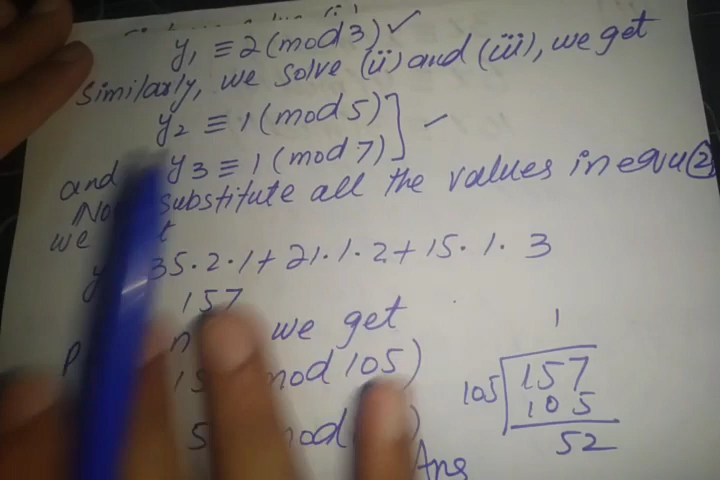 y₁ ≡ 2 (mod 3) ✓
Similarly, we solve (ii) and (iii), we get
y₂ ≡ 1 (mod 5)
and y₃ ≡ 1 (mod 7)
substitute all the values in equ (2)
we
35·2·1 + 21·1·2 + 15·1·3
157
we get
mod 105)
1
105 157
105
52
Ans